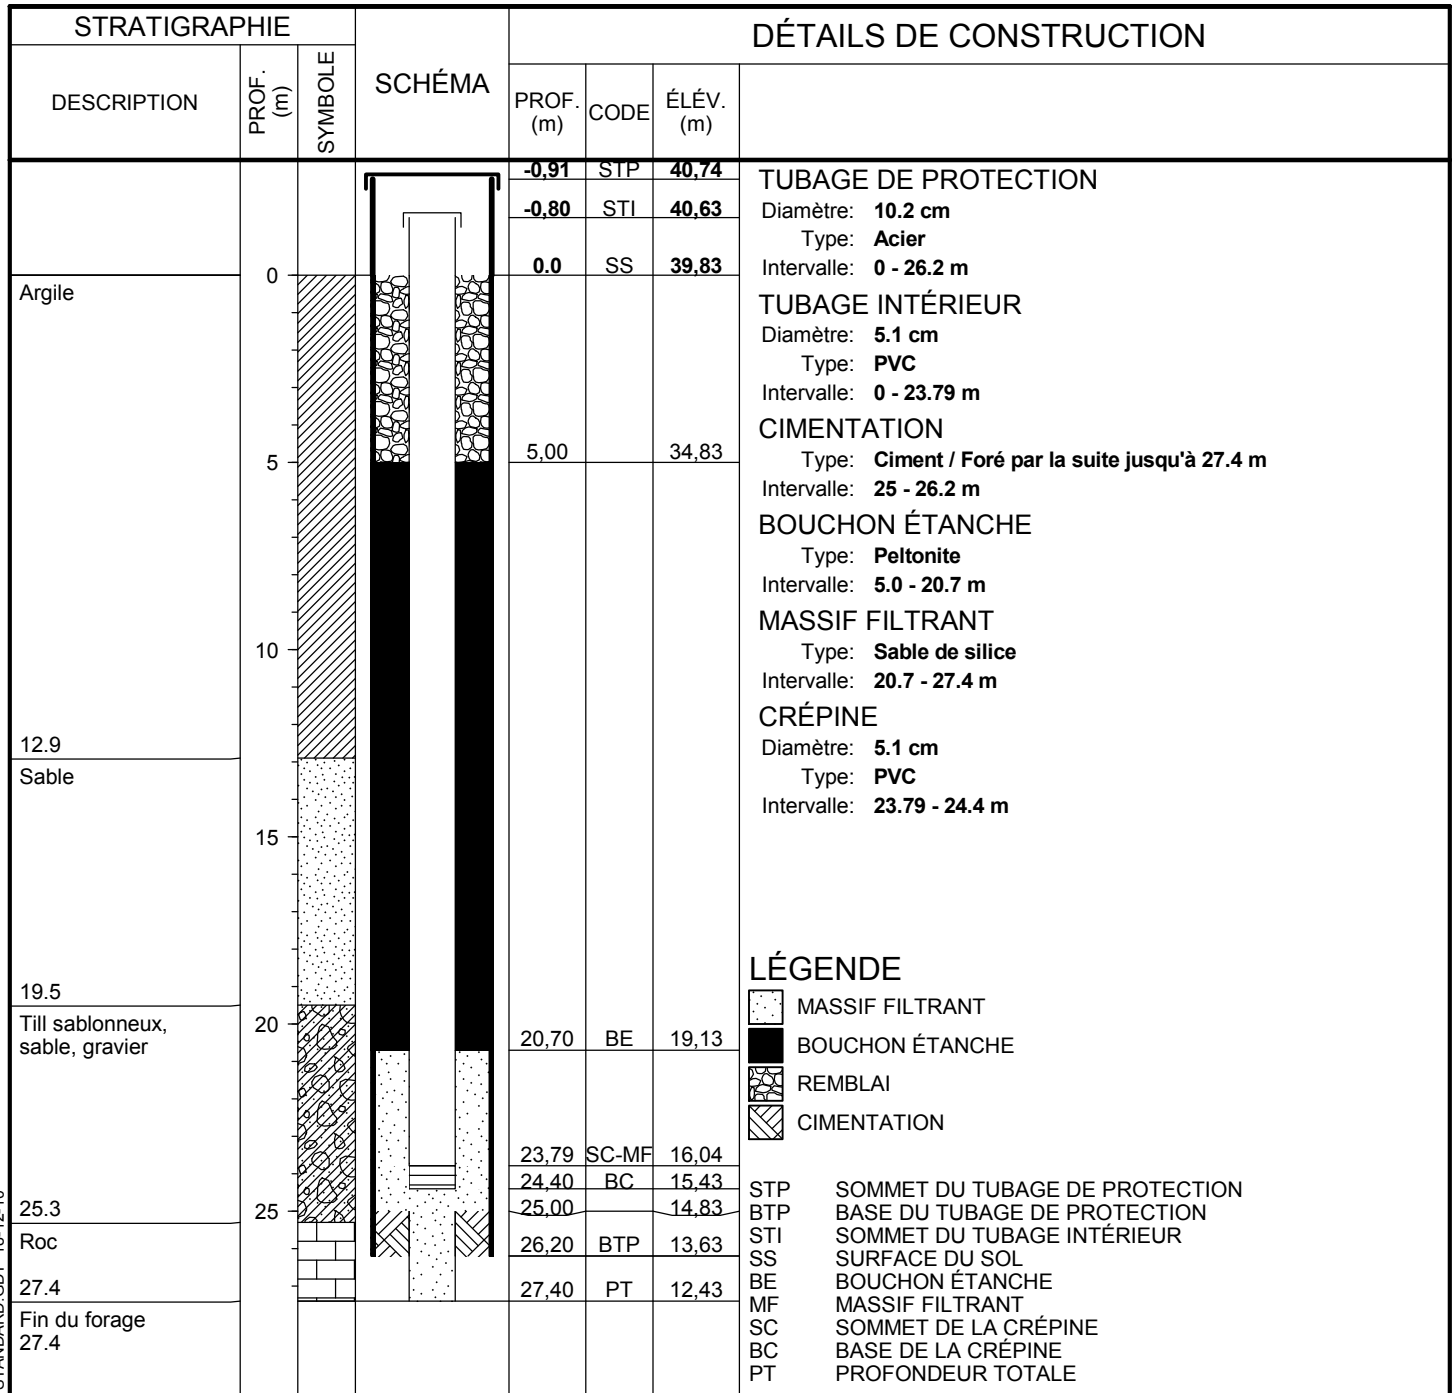 STRATIGRAPHIE
DESCRIPTION
PROF. (m)
SYMBOLE
SCHÉMA
DÉTAILS DE CONSTRUCTION
PROF. (m)
CODE
ÉLÉV. (m)
-0,91 STP 40,74
-0,80 STI 40,63
0.0 SS 39,83
5,00 34,83
20,70 BE 19,13
23,79 SC-MF 16,04
24,40 BC 15,43
25,00 14,83
26,20 BTP 13,63
27,40 PT 12,43
Argile
12.9
Sable
19.5
Till sablonneux,
sable, gravier
25.3
Roc
27.4
Fin du forage
27.4
0
5
10
15
20
25
TUBAGE DE PROTECTION
Diamètre: 10.2 cm
Type: Acier
Intervalle: 0 - 26.2 m
TUBAGE INTÉRIEUR
Diamètre: 5.1 cm
Type: PVC
Intervalle: 0 - 23.79 m
CIMENTATION
Type: Ciment / Foré par la suite jusqu'à 27.4 m
Intervalle: 25 - 26.2 m
BOUCHON ÉTANCHE
Type: Peltonite
Intervalle: 5.0 - 20.7 m
MASSIF FILTRANT
Type: Sable de silice
Intervalle: 20.7 - 27.4 m
CRÉPINE
Diamètre: 5.1 cm
Type: PVC
Intervalle: 23.79 - 24.4 m
LÉGENDE
MASSIF FILTRANT
BOUCHON ÉTANCHE
REMBLAI
CIMENTATION
STP SOMMET DU TUBAGE DE PROTECTION
BTP BASE DU TUBAGE DE PROTECTION
STI SOMMET DU TUBAGE INTÉRIEUR
SS SURFACE DU SOL
BE BOUCHON ÉTANCHE
MF MASSIF FILTRANT
SC SOMMET DE LA CRÉPINE
BC BASE DE LA CRÉPINE
PT PROFONDEUR TOTALE